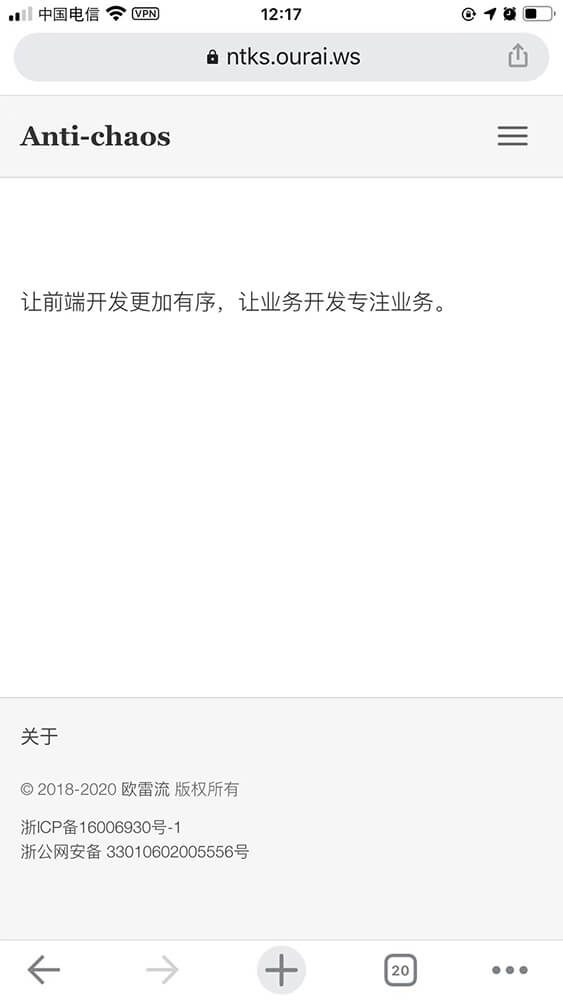 中国电信 VPN 12:17
ntks.ourai.ws
Anti-chaos
让前端开发更加有序，让业务开发专注业务。
关于
© 2018-2020 欧雷流 版权所有
浙ICP备16006930号-1
浙公网安备 33010602005556号
20